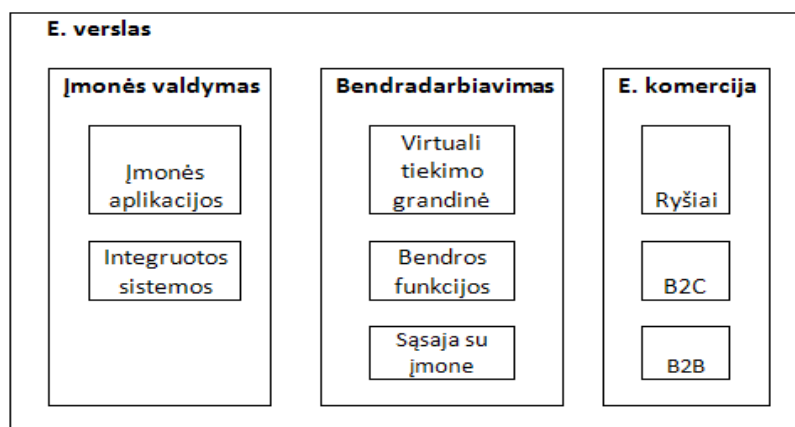 E. verslas
Įmonės valdymas
Įmonės
aplikacijos
Integruotos
sistemos
Bendradarbiavimas
Virtuali
tiekimo
grandinė
Bendros
funkcijos
Sąsaja su
įmone
E. komercija
Ryšiai
B2C
B2B